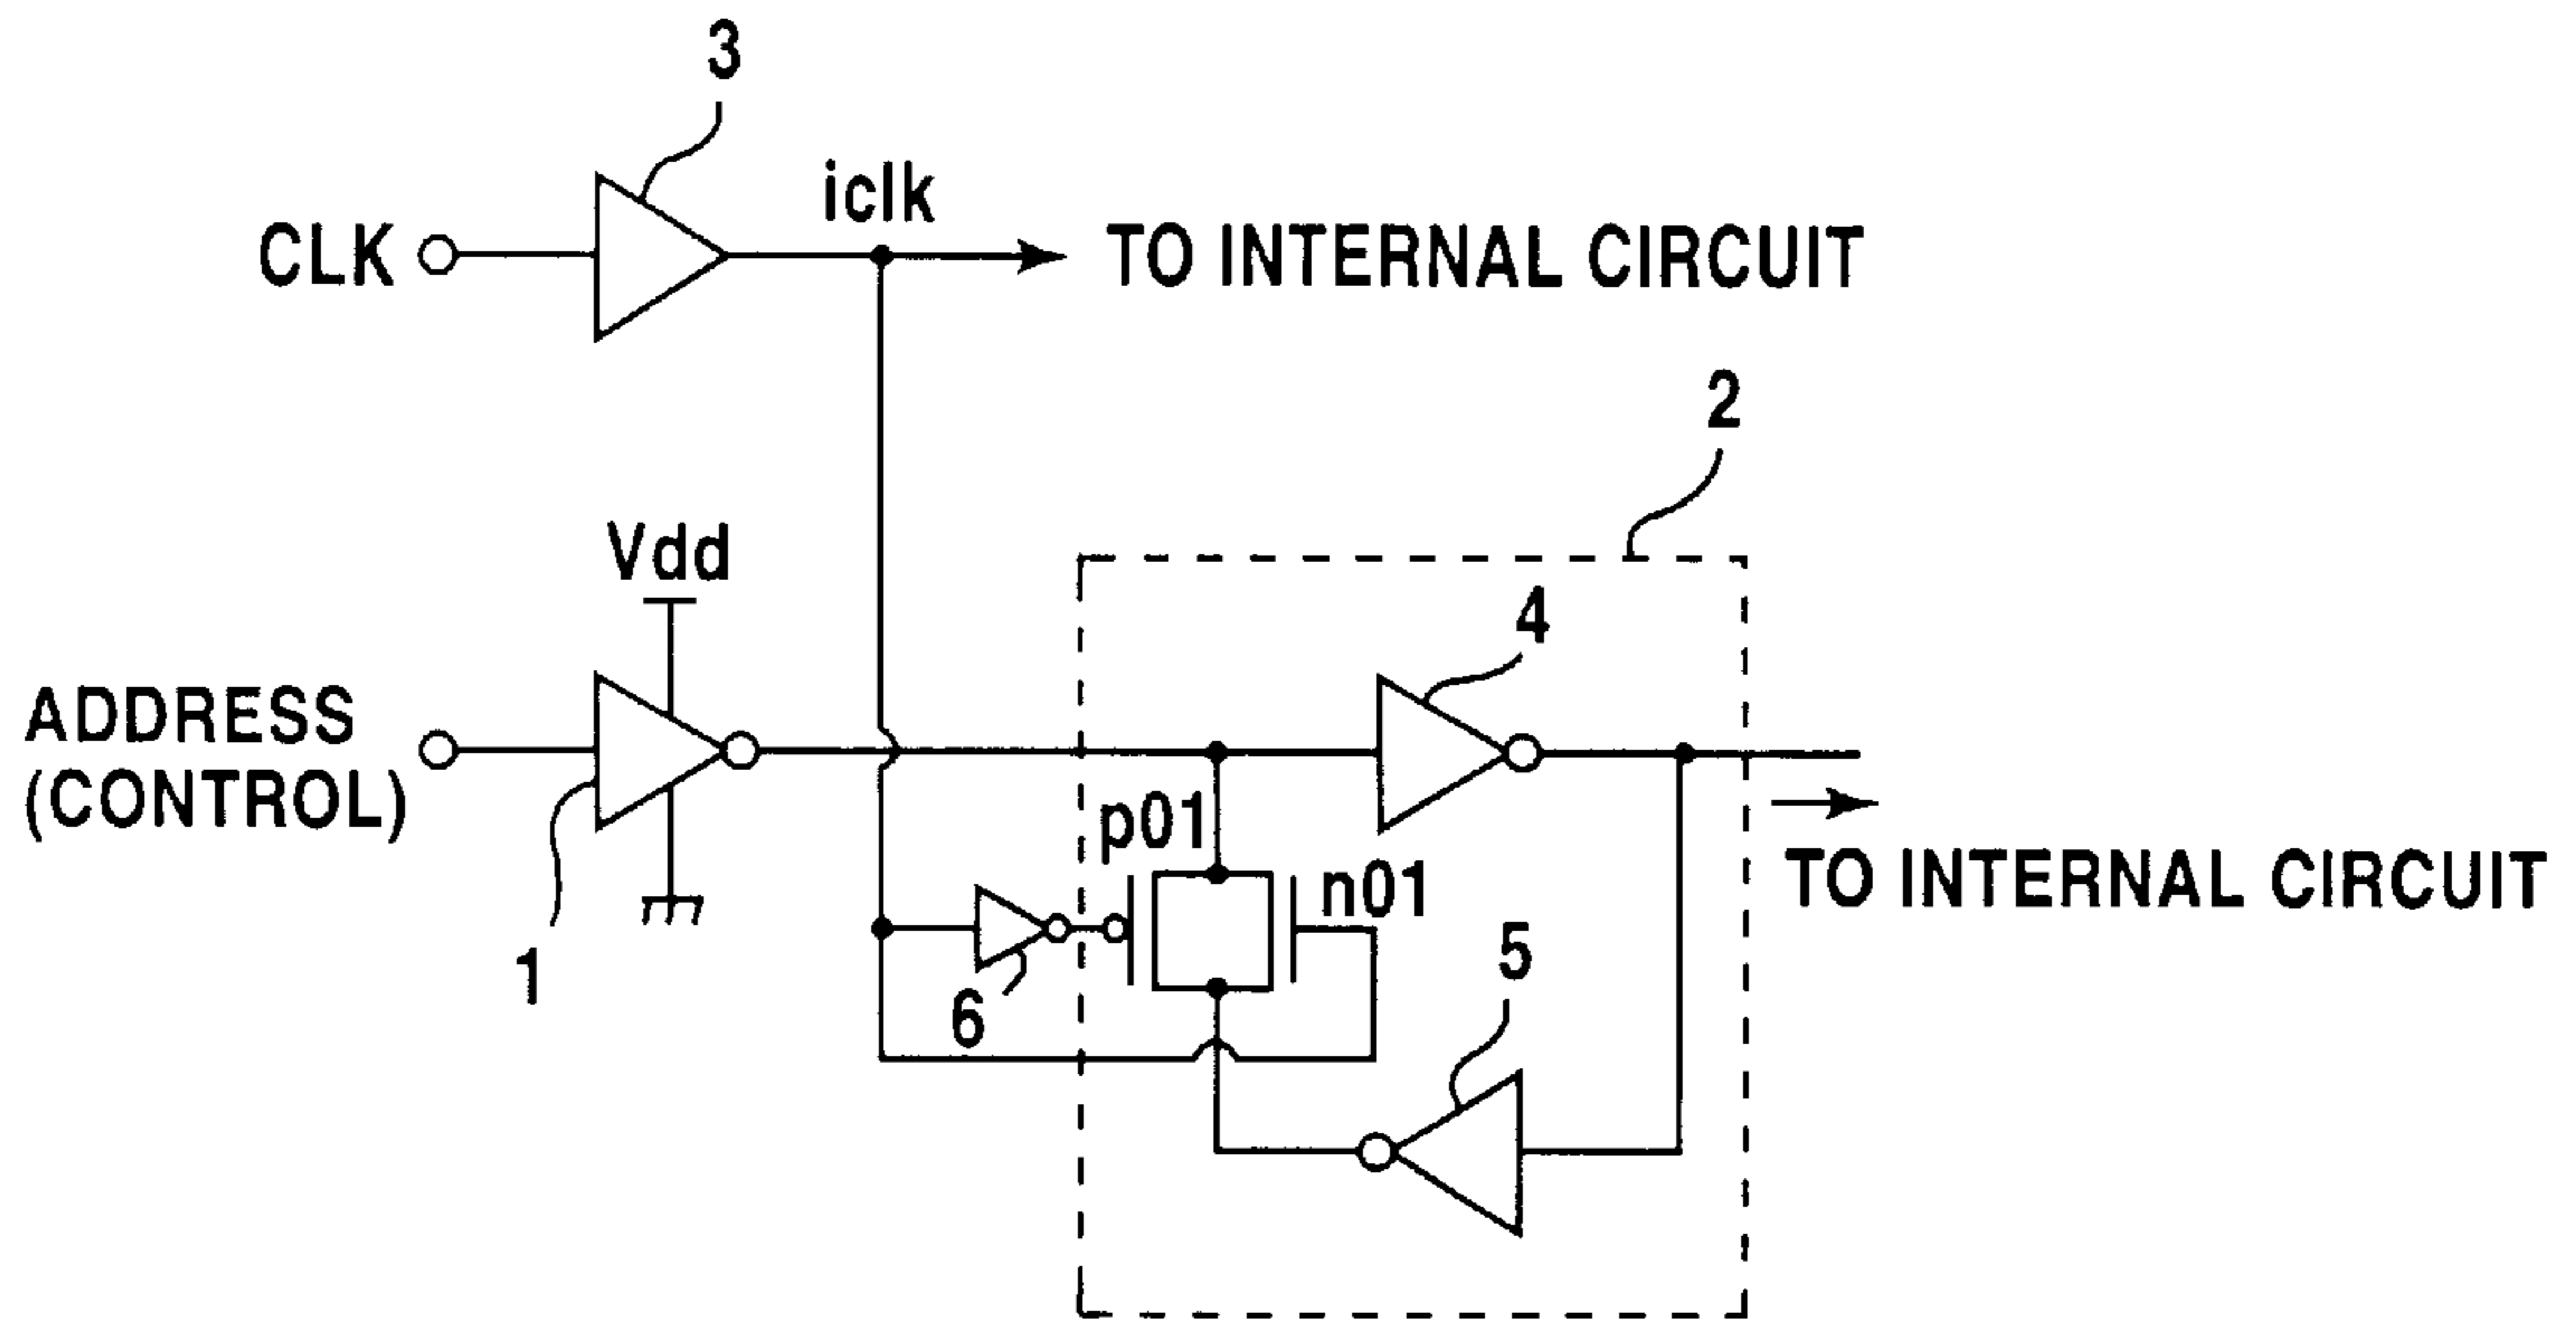 3
iclk
CLK
TO INTERNAL CIRCUIT
2
Vdd
4
ADDRESS
(CONTROL)
p01
n01
TO INTERNAL CIRCUIT
5
1
6